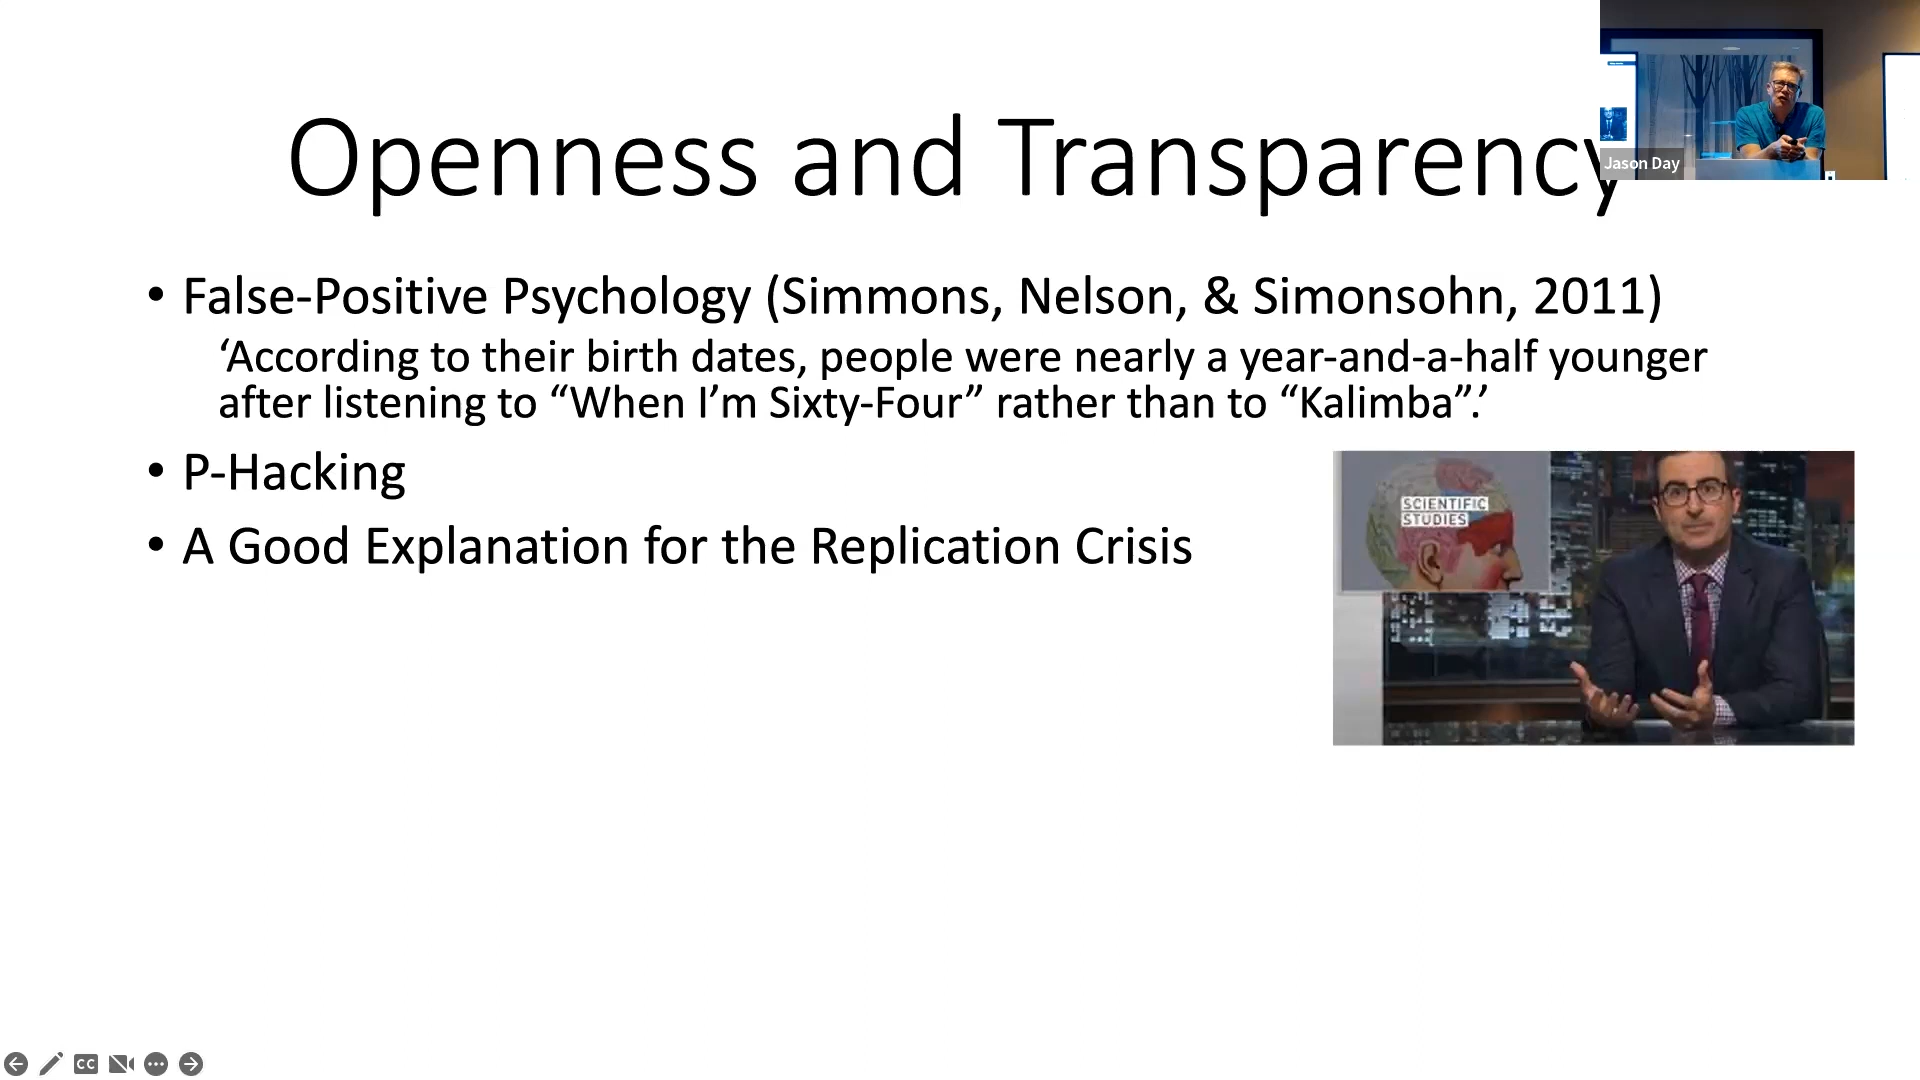 Openness and Transparency
Jason Day
• False-Positive Psychology (Simmons, Nelson, & Simonsohn, 2011)
‘According to their birth dates, people were nearly a year-and-a-half younger
after listening to “When I’m Sixty-Four” rather than to “Kalimba”.’
• P-Hacking
• A Good Explanation for the Replication Crisis
SCIENTIFIC
STUDIES
CC